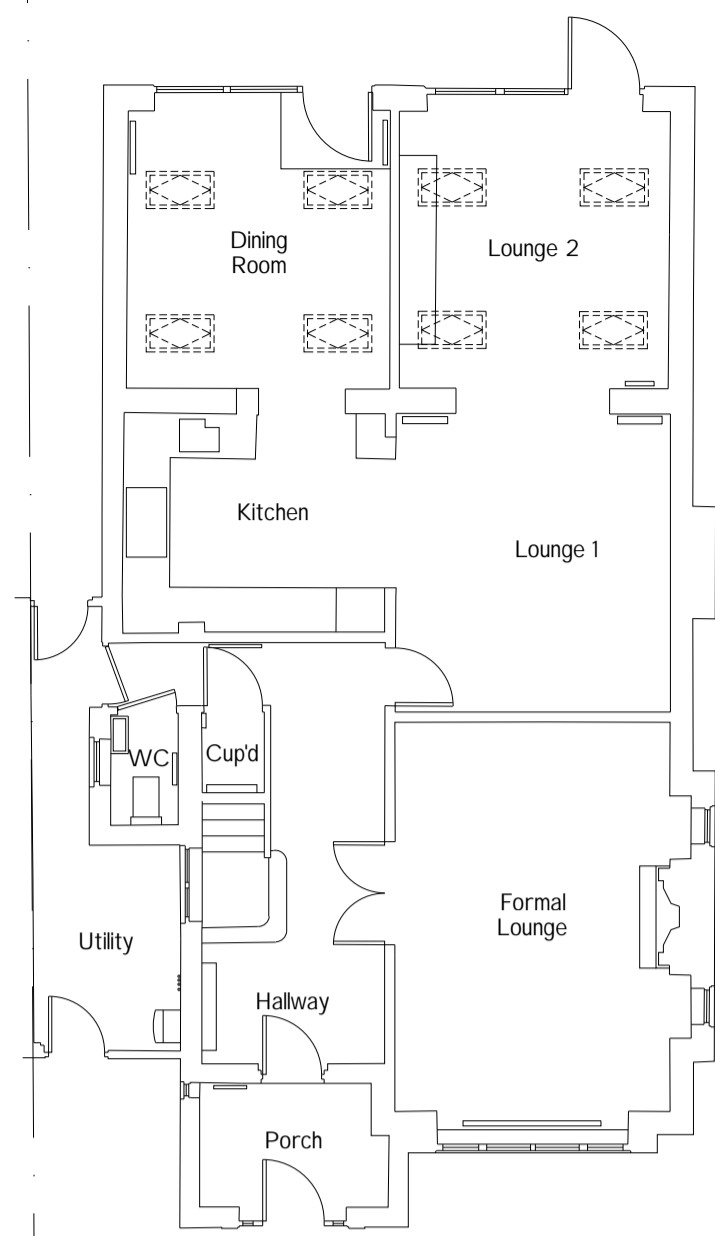 Dining
Room
Lounge 2
Kitchen
Lounge 1
WC
Cup'd
Formal
Lounge
Utility
Hallway
Porch